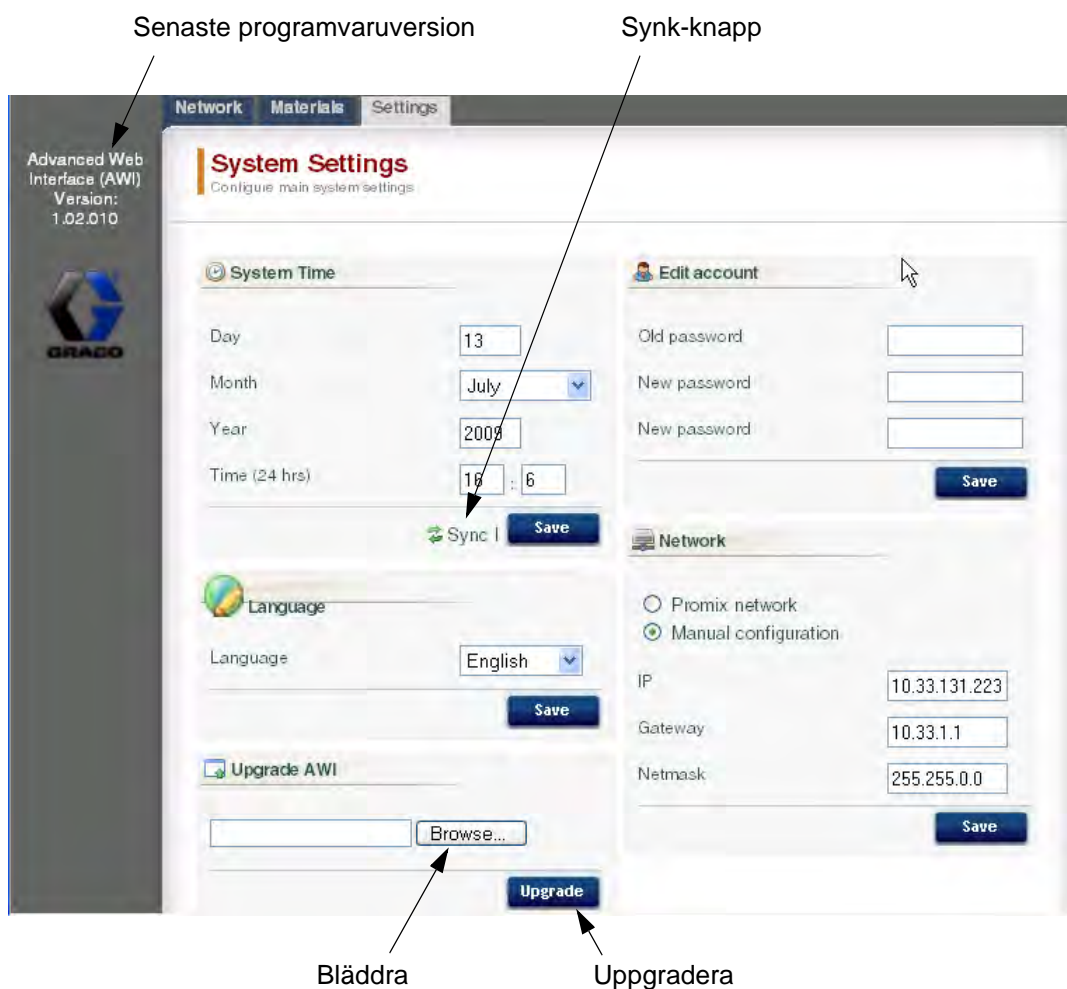 Senaste programvaruversion
Synk-knapp
Network Materials Settings
Advanced Web
Interface (AWI)
Version:
1.02.010
GRACO
System Settings
Configure main system settings
System Time
Day 13
Month July
Year 2009
Time (24 hrs) 16 : 6
Sync | Save
Language
Language English
Save
Upgrade AWI
Browse...
Upgrade
Edit account
Old password
New password
New password
Save
Network
Promix network
Manual configuration
IP 10.33.131.223
Gateway 10.33.1.1
Netmask 255.255.0.0
Save
Bläddra
Uppgradera